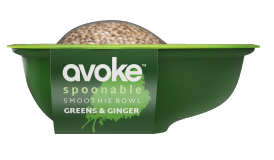 avoke™
spoonable
SMOOTHIE BOWL
GREENS & GINGER